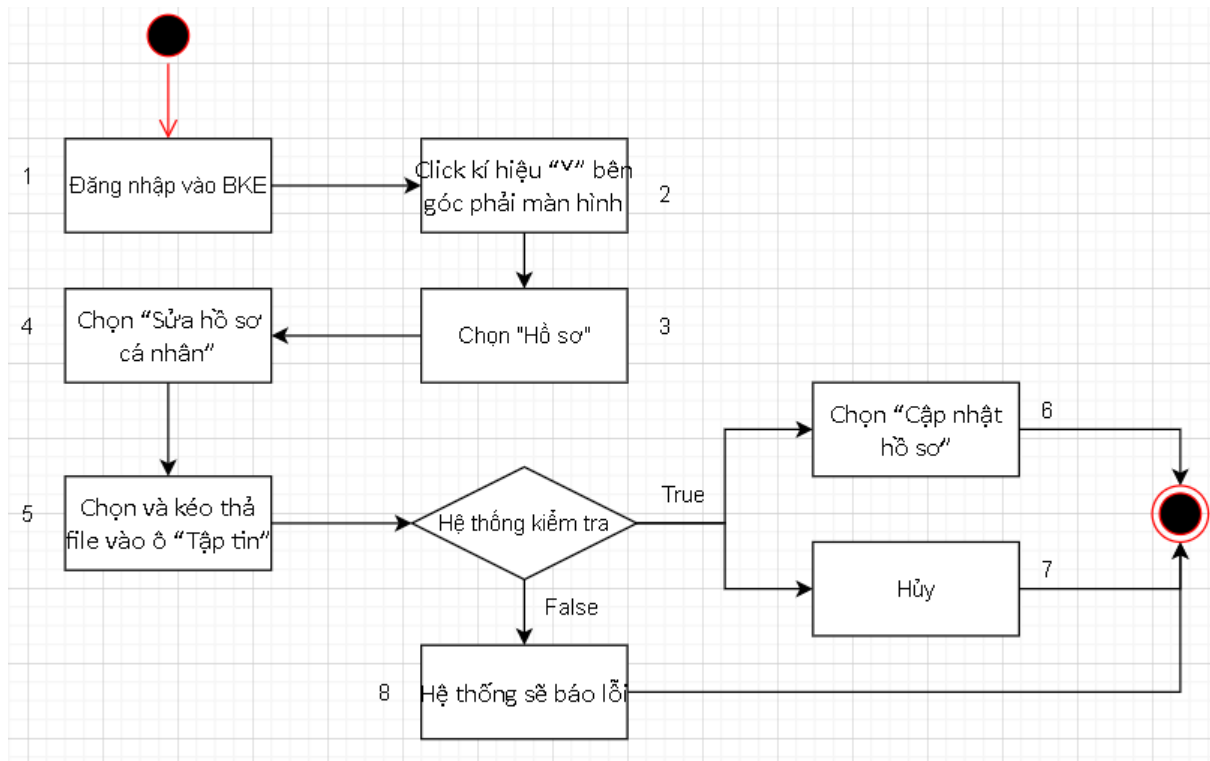 1
Đăng nhập vào BKE
Click kí hiệu “˅” bên
góc phải màn hình
2
4
Chọn “Sửa hồ sơ
cá nhân”
Chọn "Hồ sơ"
3
Chọn “Cập nhật
hồ sơ”
6
5
Chọn và kéo thả
file vào ô “Tập tin”
Hệ thống kiểm tra
True
Hủy
7
False
8
Hệ thống sẽ báo lỗi